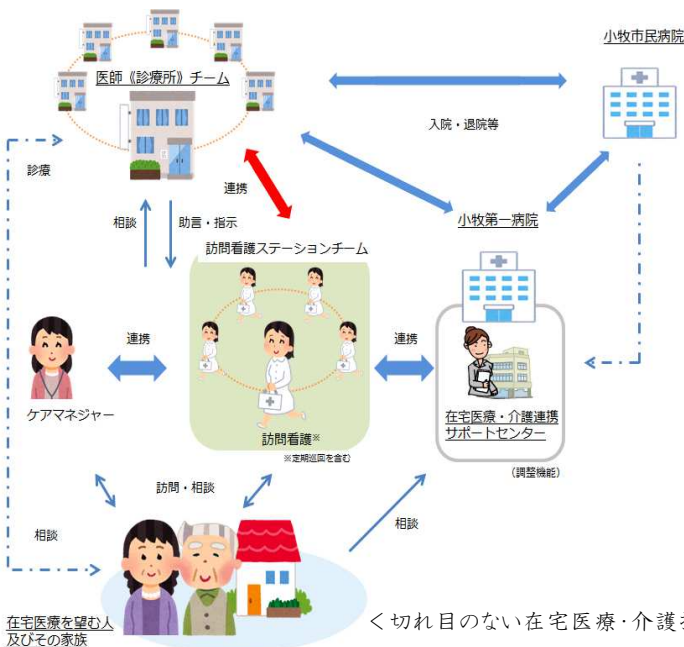 小牧市民病院
医師《診療所》チーム
入院・退院等
診療
連携
小牧第一病院
相談
助言・指示
訪問看護ステーションチーム
連携
連携
ケアマネジャー
訪問看護※
※定期巡回を含む
在宅医療・介護連携
サポートセンター
（調整機能）
訪問・相談
相談
相談
在宅医療を望む人
及びその家族
く切れ目のない在宅医療・介護